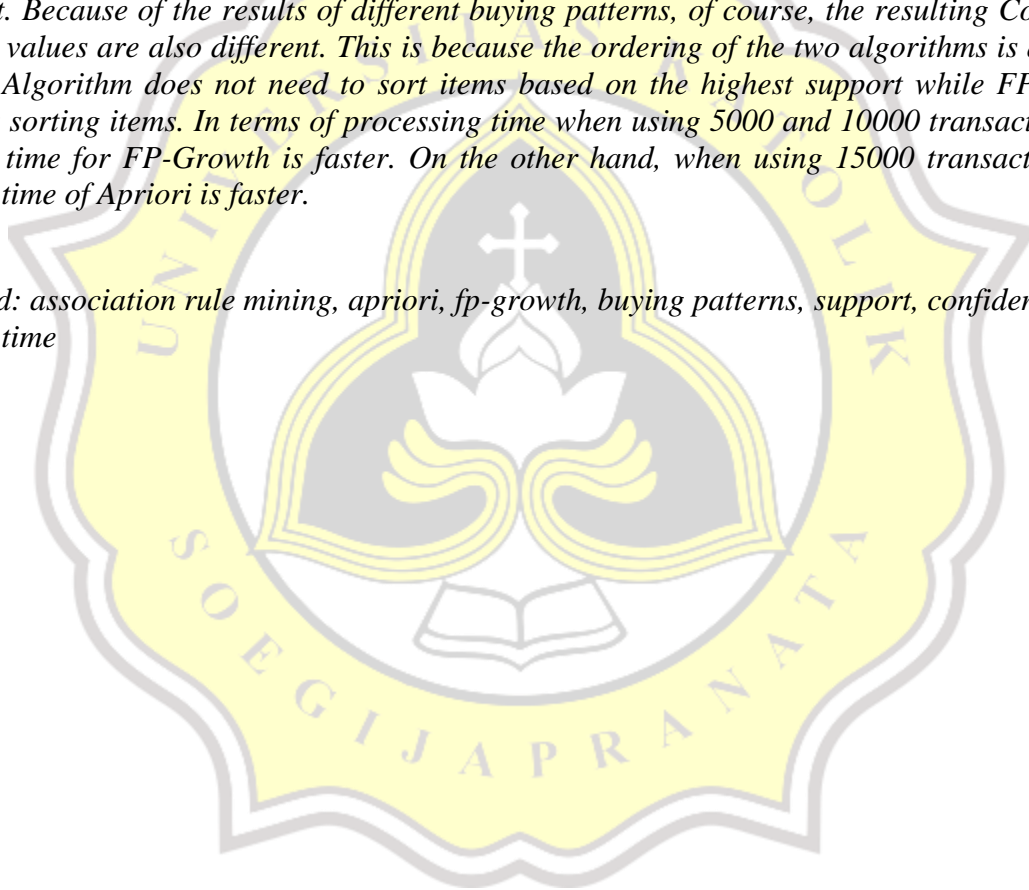 t. Because of the results of different buying patterns, of course, the resulting Co
values are also different. This is because the ordering of the two algorithms is
Algorithm does not need to sort items based on the highest support while FP
sorting items. In terms of processing time when using 5000 and 10000 transact
time for FP-Growth is faster. On the other hand, when using 15000 transact
time of Apriori is faster.
d: association rule mining, apriori, fp-growth, buying patterns, support, confiden
time
UNIVERSITAS KATOLIK
SOEGIJAPRANATA